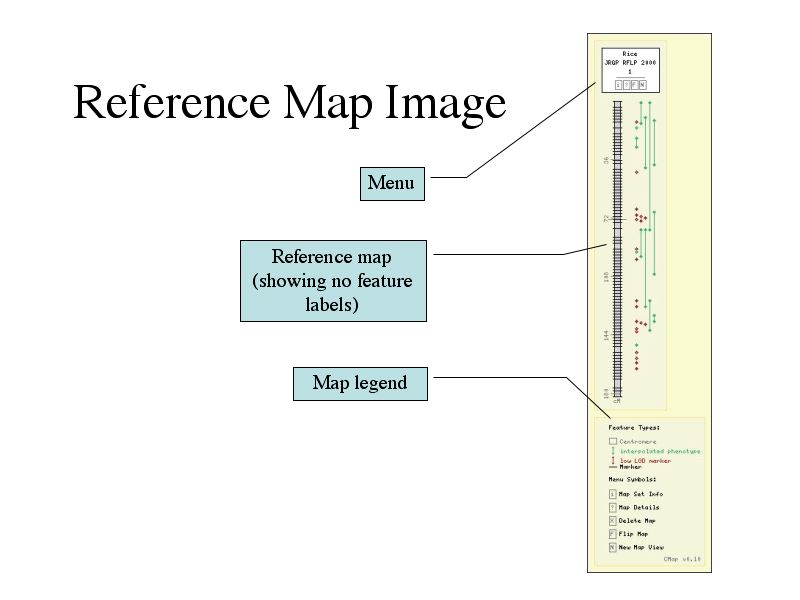 Reference Map Image
Menu
Reference map
(showing no feature
labels)
Map legend
Rice
JRGP RFLP 2000
1
i ? F N
36
72
108
144
180
cM
Feature Types:
Centromere
interpolated phenotype
low LOD marker
Marker
Menu Symbols:
i Map Set Info
? Map Details
X Delete Map
F Flip Map
N New Map View
CMap v0.10